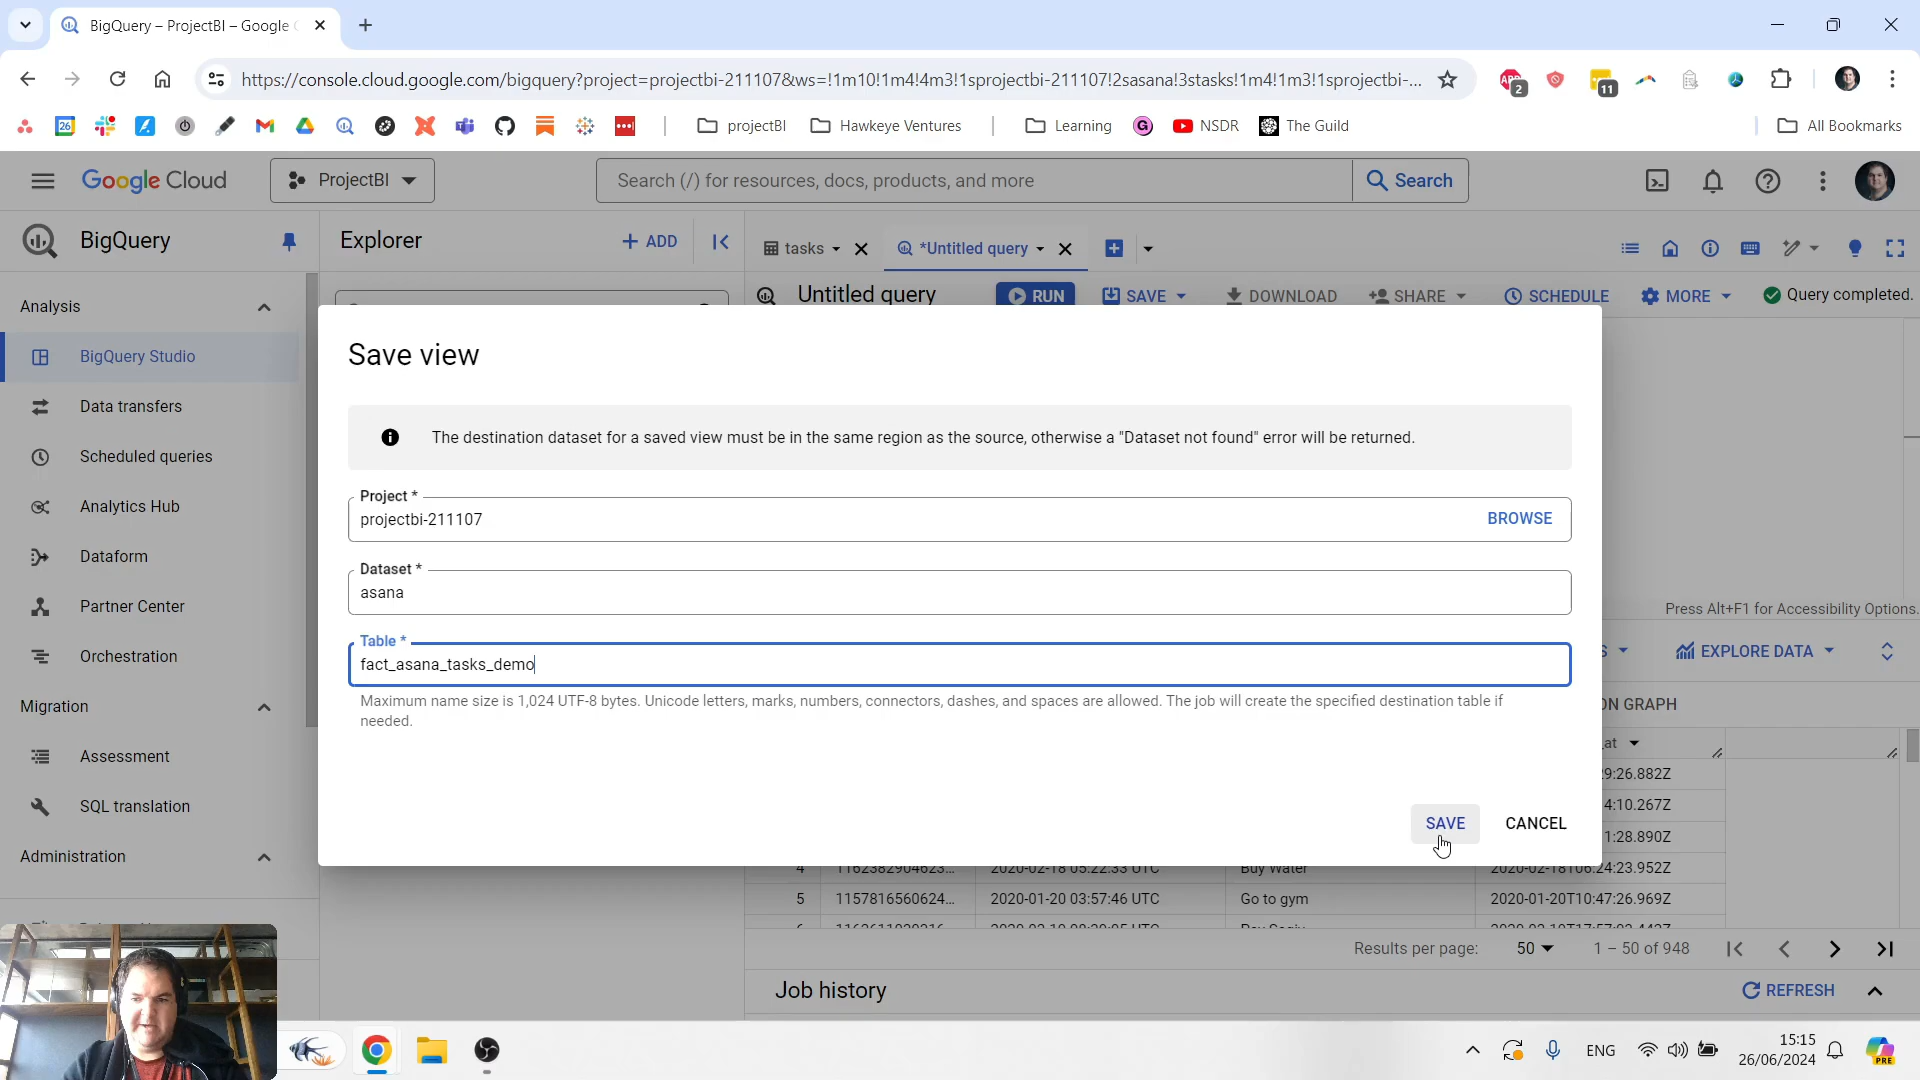 BigQuery – ProjectBI – Google
https://console.cloud.google.com/bigquery?project=projectbi-211107&ws=!1m10!1m4!4m3!1sprojectbi-211107!2sasana!3stasks!1m4!1m3!1sprojectbi-...
2
11
26
projectBI
Hawkeye Ventures
Learning
G
NSDR
The Guild
All Bookmarks
Google Cloud
ProjectBI
Search (/) for resources, docs, products, and more
Search
BigQuery
Explorer
+ ADD
tasks
*Untitled query
Analysis
Untitled query
RUN
SAVE
DOWNLOAD
SHARE
SCHEDULE
MORE
Query completed.
BigQuery Studio
Data transfers
Scheduled queries
Analytics Hub
Dataform
Partner Center
Orchestration
Migration
Assessment
SQL translation
Administration
Save view
The destination dataset for a saved view must be in the same region as the source, otherwise a "Dataset not found" error will be returned.
Project *
projectbi-211107
BROWSE
Dataset *
asana
Table *
fact_asana_tasks_demo
Maximum name size is 1,024 UTF-8 bytes. Unicode letters, marks, numbers, connectors, dashes, and spaces are allowed. The job will create the specified destination table if
needed.
SAVE
CANCEL
Press Alt+F1 for Accessibility Options.
EXPLORE DATA
ON GRAPH
_at
9:26.882Z
4:10.267Z
1:28.890Z
4 1162382904623... 2020-02-18 05:22:33 UTC Buy Water 2020-02-18T06:24:23.952Z
5 1157816560624... 2020-01-20 03:57:46 UTC Go to gym 2020-01-20T10:47:26.969Z
Results per page: 50 1 – 50 of 948
Job history
REFRESH
ENG
15:15
26/06/2024
PRE